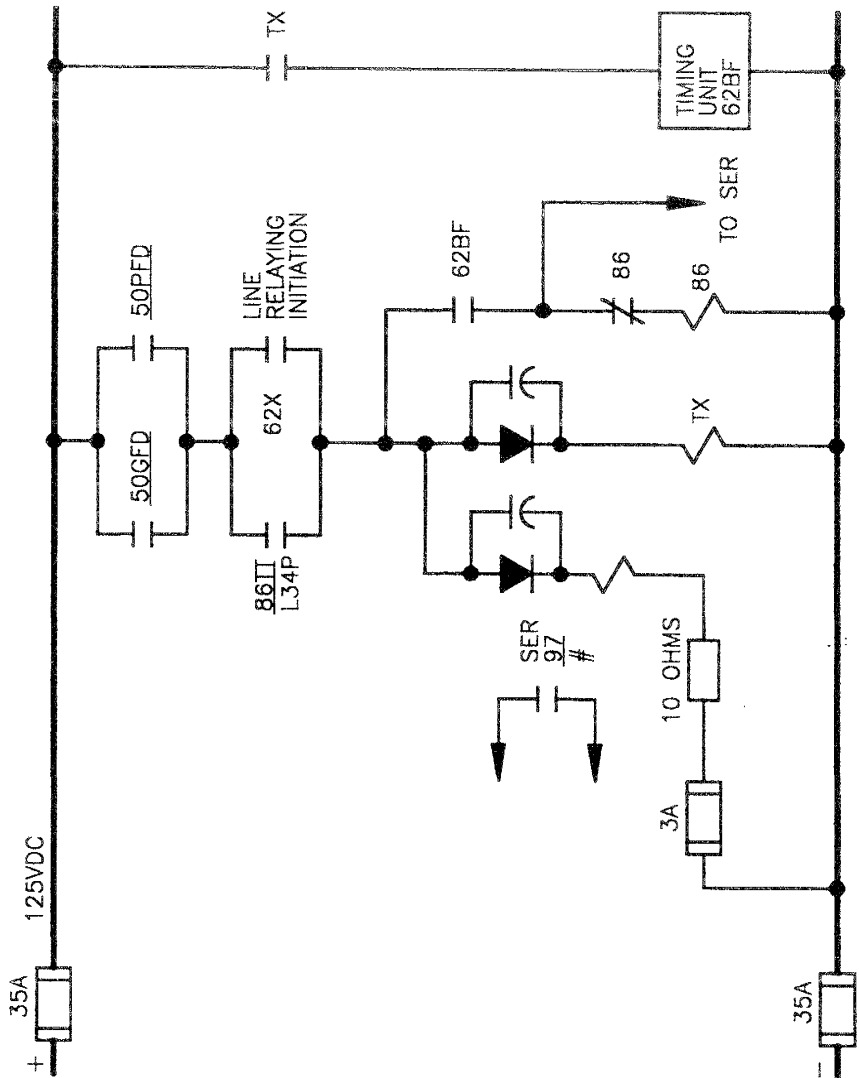 +
35A
125VDC
50GFD
50PFD
86TT
L34P
62X
LINE
RELAYING
INITIATION
TX
SER
97
#
62BF
TO SER
3A
10 OHMS
TX
86
86
TIMING
UNIT
62BF
35A
–